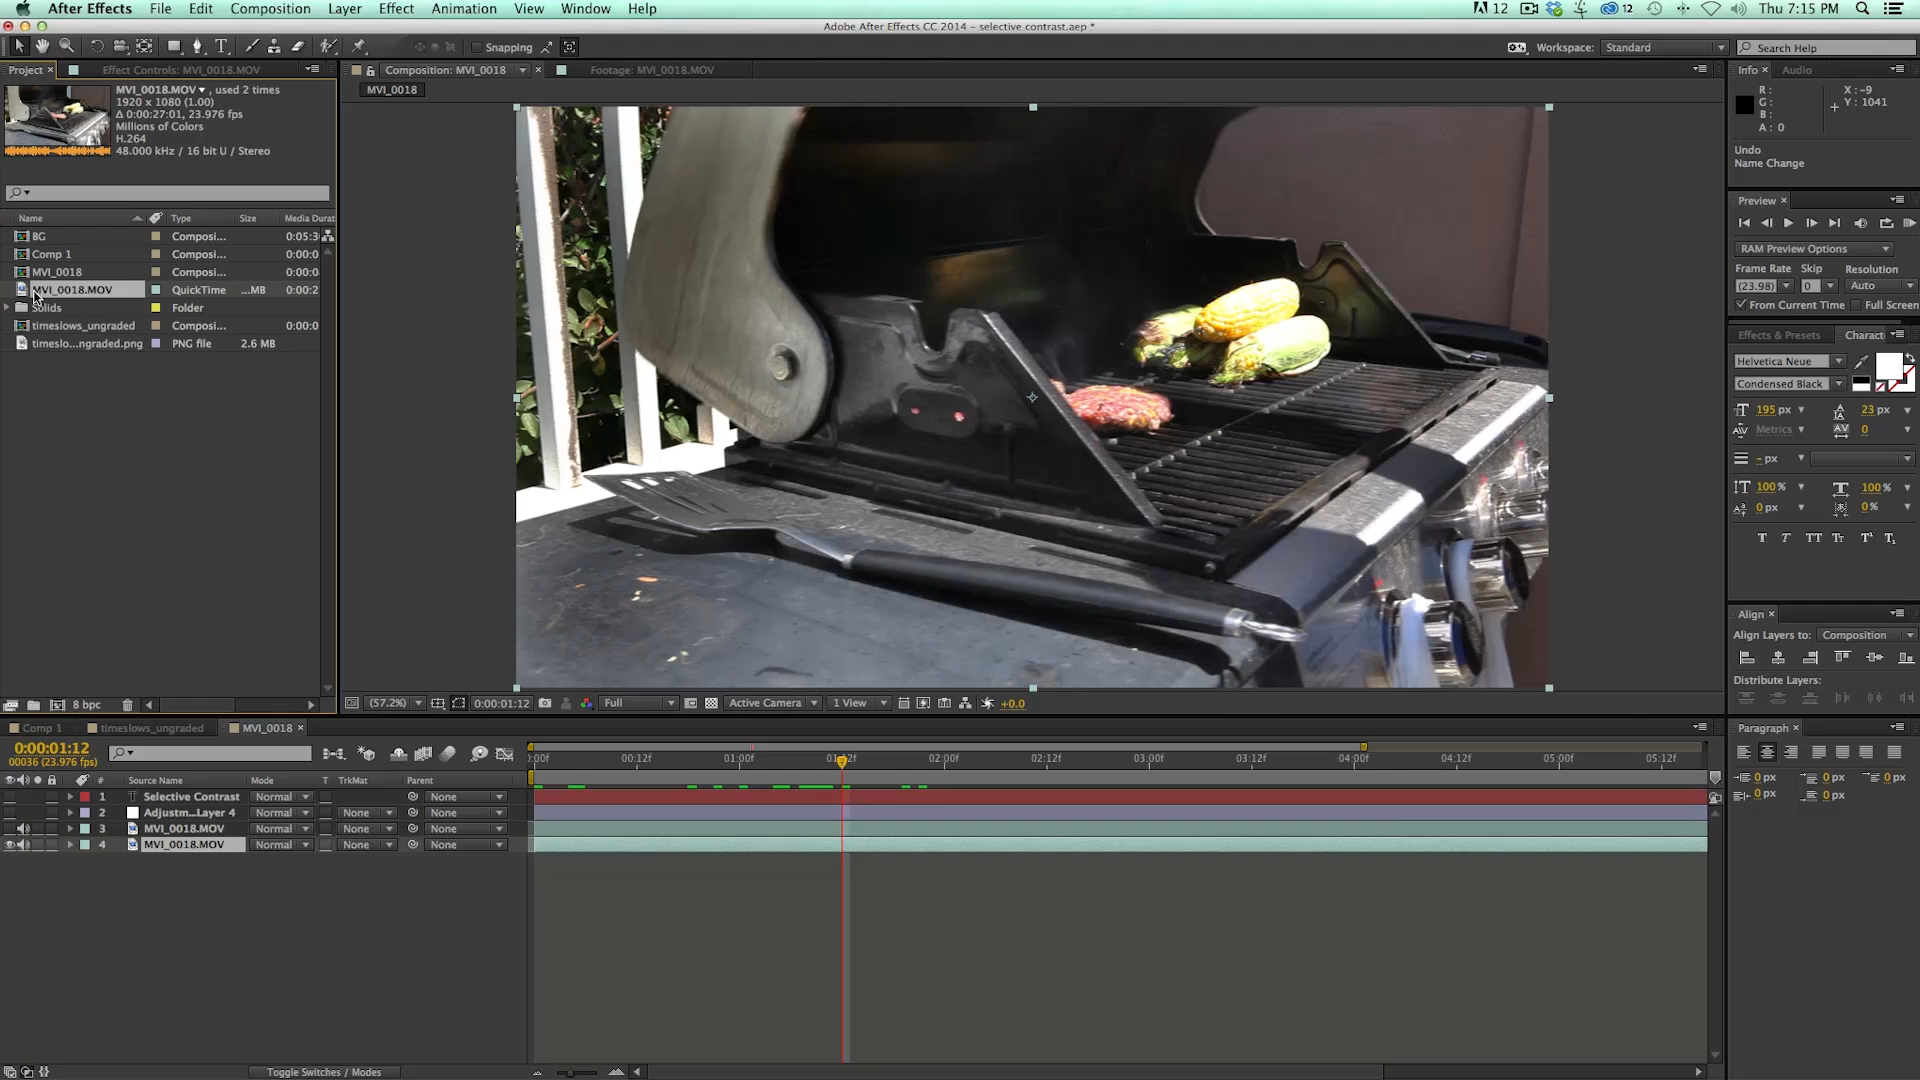 After Effects File Edit Composition Layer Effect Animation View Window Help
12 12 Thu 7:15 PM
Adobe After Effects CC 2014 – selective contrast.aep *
Snapping
Workspace: Standard
Search Help
Project × Effect Controls: MVI_0018.MOV
Composition: MVI_0018 × Footage: MVI_0018.MOV
MVI_0018
MVI_0018.MOV , used 2 times
1920 x 1080 (1.00)
Δ 0:00:27:01, 23.976 fps
Millions of Colors
H.264
48.000 kHz / 16 bit U / Stereo
Name Type Size Media Durat
BG Composi... 0:05:3
Comp 1 Composi... 0:00:0
MVI_0018 Composi... 0:00:0
MVI_0018.MOV QuickTime ...MB 0:00:2
Solids Folder
timeslows_ungraded Composi... 0:00:0
timeslo...ngraded.png PNG file 2.6 MB
8 bpc
(57.2%) 0:00:01:12 Full Active Camera 1 View +0.0
Info × Audio
R: X: -9
G: Y: 1041
B:
A: 0
Undo
Name Change
Preview ×
RAM Preview Options
Frame Rate Skip Resolution
(23.98) 0 Auto
From Current Time Full Screen
Effects & Presets Charact
Helvetica Neue
Condensed Black
195 px 23 px
Metrics 0
- px
100 % 100 %
0 px 0 %
T T TT Tr T¹ T₁
Align ×
Align Layers to: Composition
Distribute Layers:
Paragraph ×
0 px 0 px 0 px
0 px 0 px
Comp 1 timeslows_ungraded MVI_0018 ×
0:00:01:12
00036 (23.976 fps)
:00f 00:12f 01:00f 01:12f 02:00f 02:12f 03:00f 03:12f 04:00f 04:12f 05:00f 05:12f
# Source Name Mode T TrkMat Parent
1 T Selective Contrast Normal None
2 Adjustm...Layer 4 Normal None None
3 MVI_0018.MOV Normal None None
4 MVI_0018.MOV Normal None None
Toggle Switches / Modes